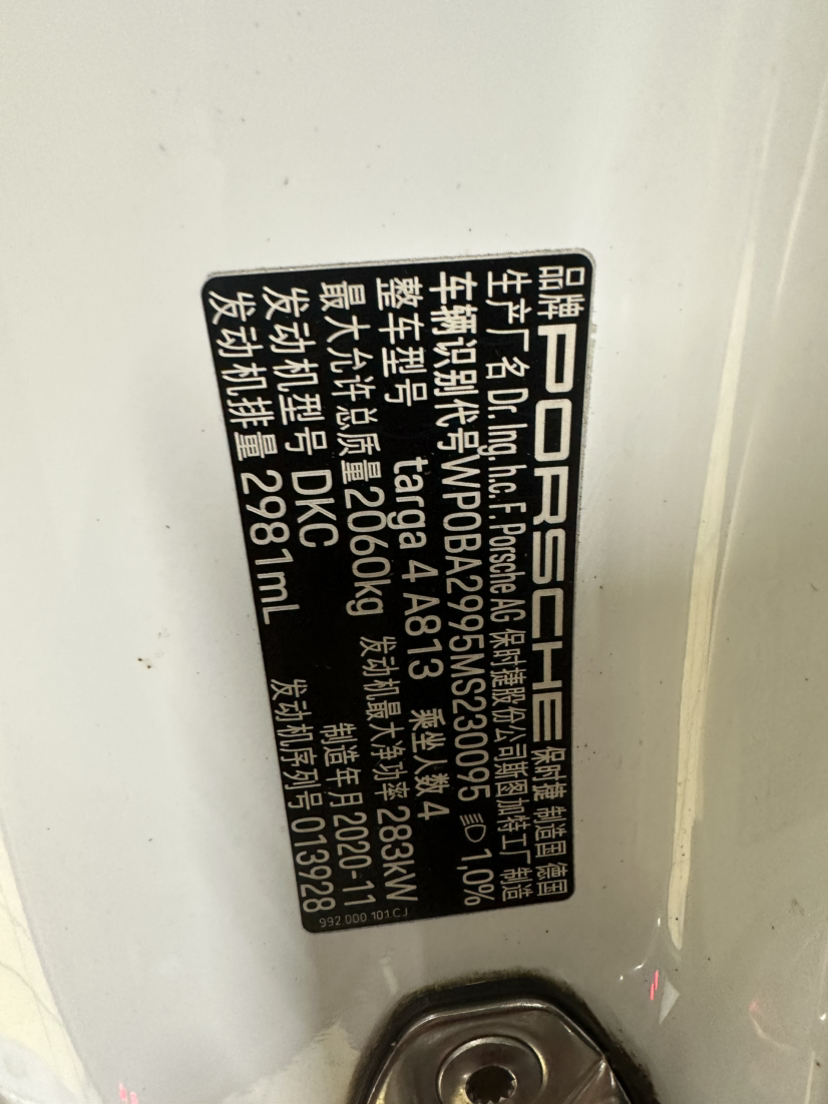 品牌 PORSCHE 保时捷 制造国 德国
生产厂名 Dr. Ing. h.c. F. Porsche AG 保时捷股份公司斯图加特工厂制造
车辆识别代号 WP0BA2995MS230095 1,0%
整车型号 targa 4 A813 乘坐人数 4
最大允许总质量 2060kg 发动机最大净功率 283kW
发动机型号 DKC 制造年月 2020-11
发动机排量 2981mL 发动机序列号 013928
992 000 101 CJ